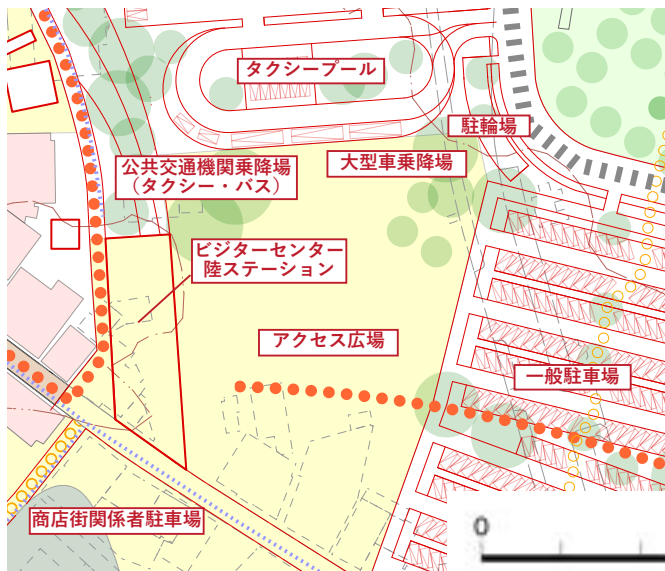 タクシープール
駐輪場
大型車乗降場
公共交通機関乗降場
（タクシー・バス）
ビジターセンター
陸ステーション
アクセス広場
一般駐車場
商店街関係者駐車場
0